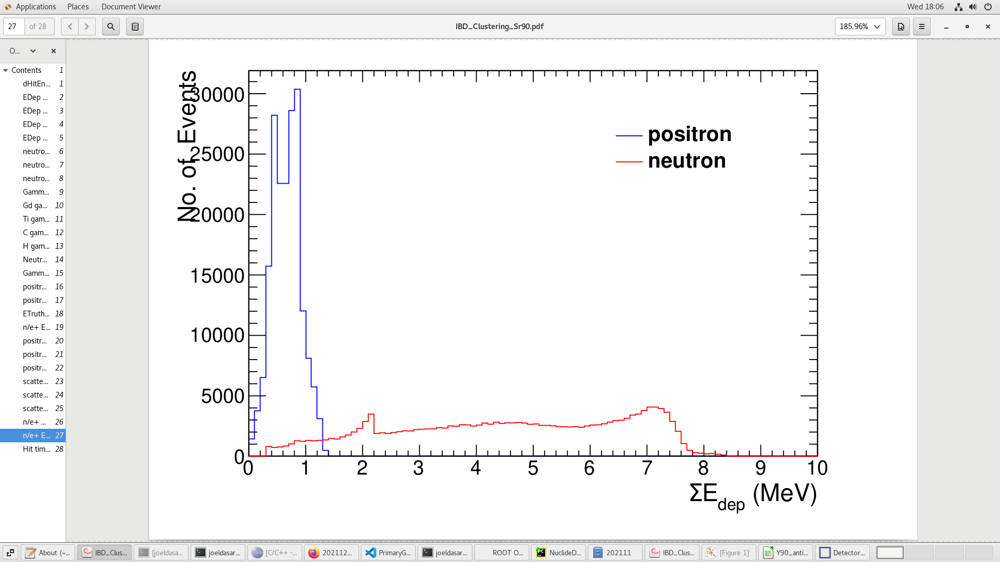 Applications Places Document Viewer Wed 18:06
27 of 28 IBD_Clustering_Sr90.pdf 185.96%
O...
Contents 1
dHitEn... 1
EDep ... 2
EDep ... 3
EDep ... 4
EDep ... 5
neutro... 6
neutro... 7
neutro... 8
Gamm... 9
Gd ga... 10
Ti gam... 11
C gam... 12
H gam... 13
Neutr... 14
Gamm... 15
positr... 16
positr... 17
ETruth... 18
n/e+ E... 19
positr... 20
positr... 21
positr... 22
scatte... 23
scatte... 24
scatte... 25
n/e+ ... 26
n/e+ E... 27
Hit tim... 28
No. of Events
30000
25000
20000
15000
10000
5000
0
positron
neutron
0 1 2 3 4 5 6 7 8 9 10
ΣEdep (MeV)
About (~... IBD_Clus... [joeldasa... joeldasar... [C/C++ -... 202112... PrimaryG... joeldasar... ROOT O... NuclideD... 202111 IBD_Clus... [Figure 1] Y90_anti... Detector...